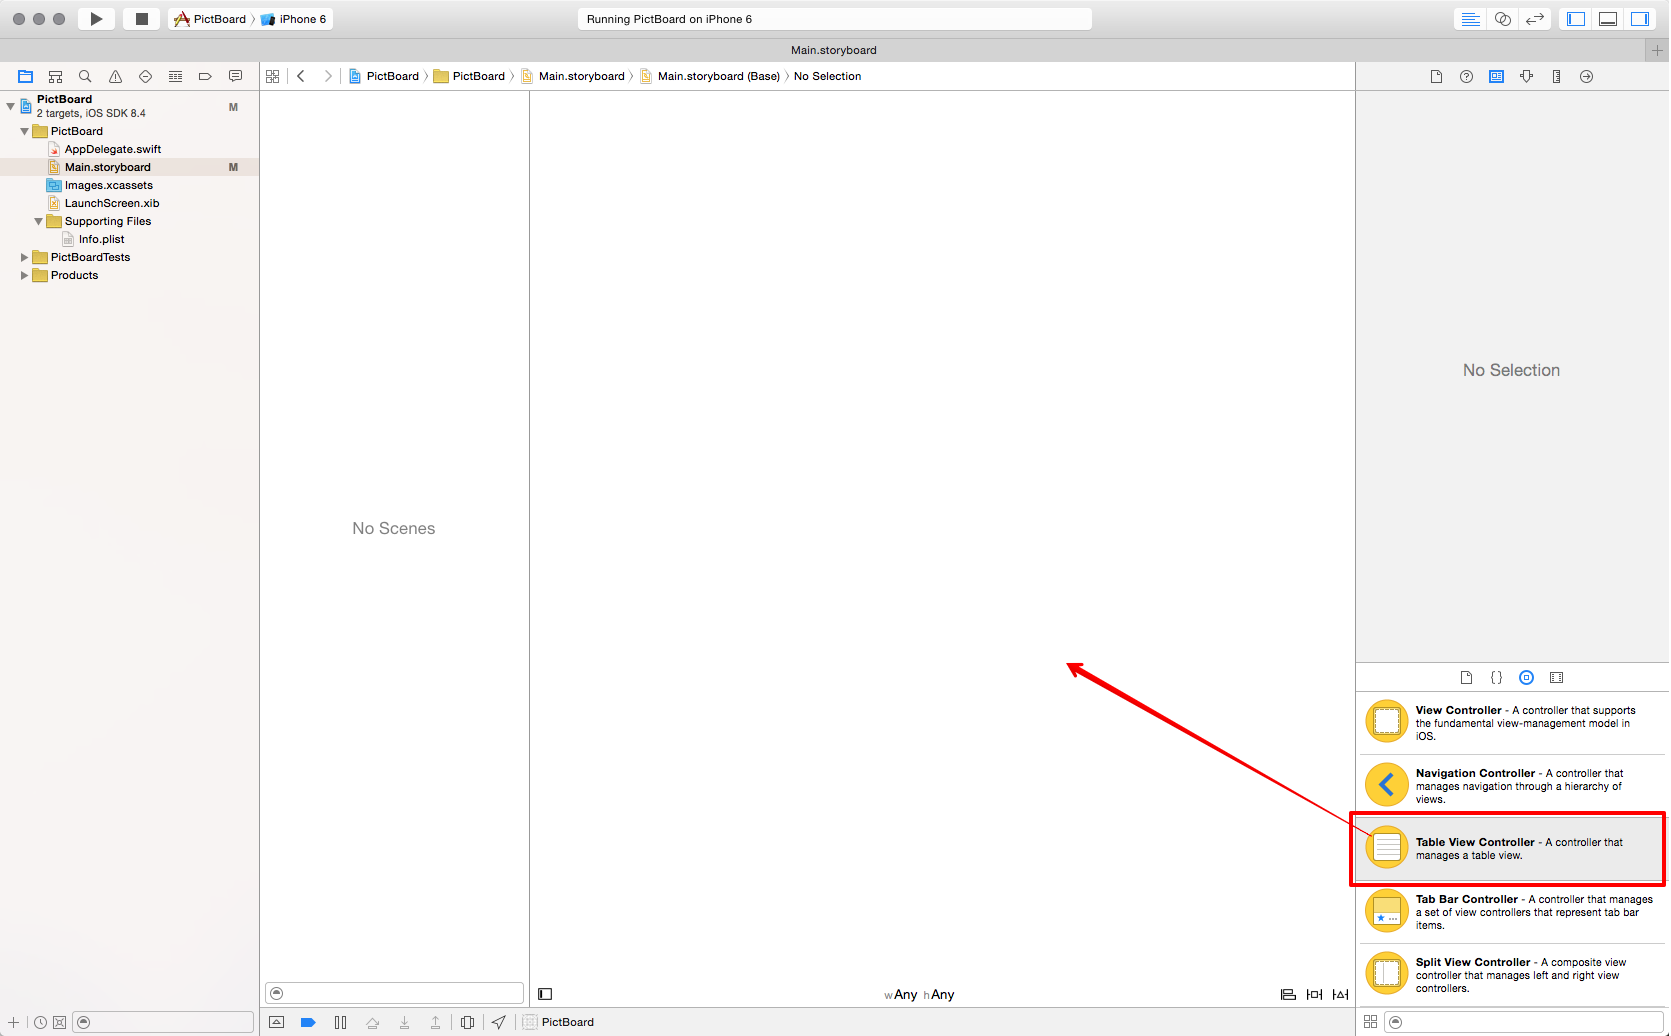 PictBoard 〉 iPhone 6
Running PictBoard on iPhone 6
Main.storyboard
PictBoard 〉 PictBoard 〉 Main.storyboard 〉 Main.storyboard (Base) 〉 No Selection
PictBoard
M
2 targets, iOS SDK 8.4
PictBoard
AppDelegate.swift
Main.storyboard
M
Images.xcassets
LaunchScreen.xib
Supporting Files
Info.plist
PictBoardTests
Products
No Scenes
No Selection
View Controller - A controller that supports
the fundamental view-management model in
iOS.
Navigation Controller - A controller that
manages navigation through a hierarchy of
views.
Table View Controller - A controller that
manages a table view.
Tab Bar Controller - A controller that manages
a set of view controllers that represent tab bar
items.
Split View Controller - A composite view
controller that manages left and right view
controllers.
wAny hAny
PictBoard